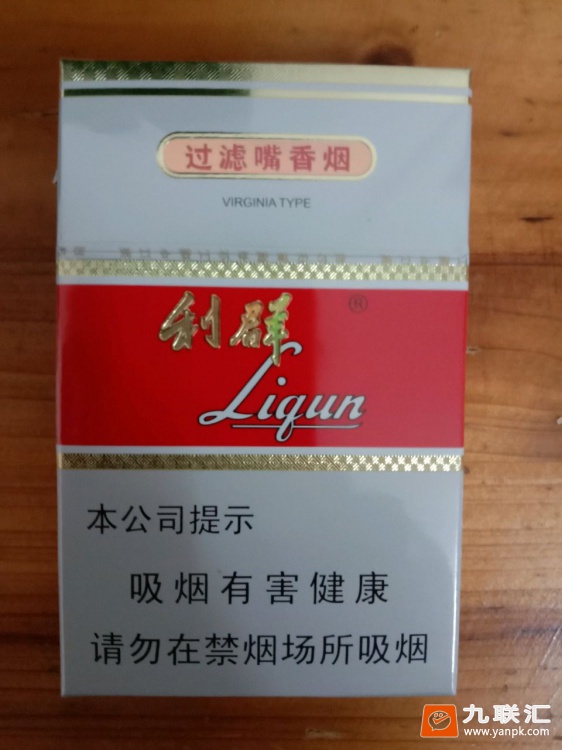 过滤嘴香烟
VIRGINIA TYPE
利群 ®
Liqun
本公司提示
吸烟有害健康
请勿在禁烟场所吸烟
九联汇
www.yanpk.com